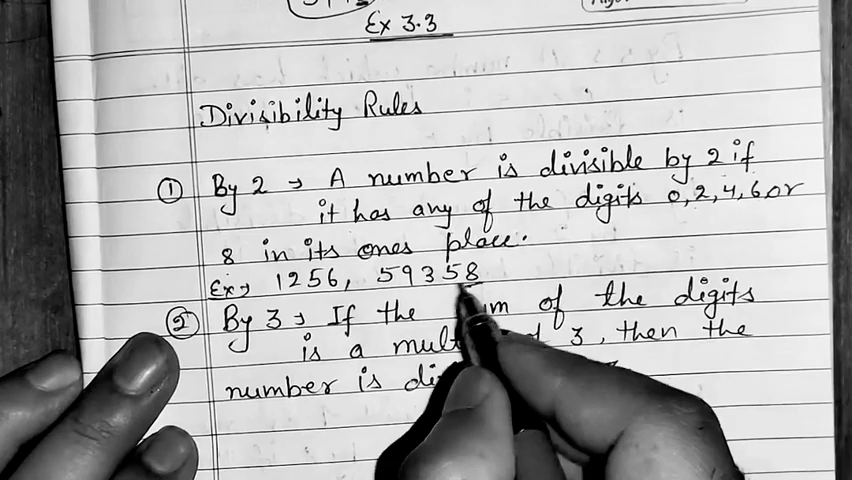 Ex 3.3
Divisibility Rules
① By 2 → A number is divisible by 2 if
it has any of the digits 0, 2, 4, 6 or
8 in its ones place.
Ex→ 1256, 59358
② By 3 → If the of the digits
is a 3, then the
number is